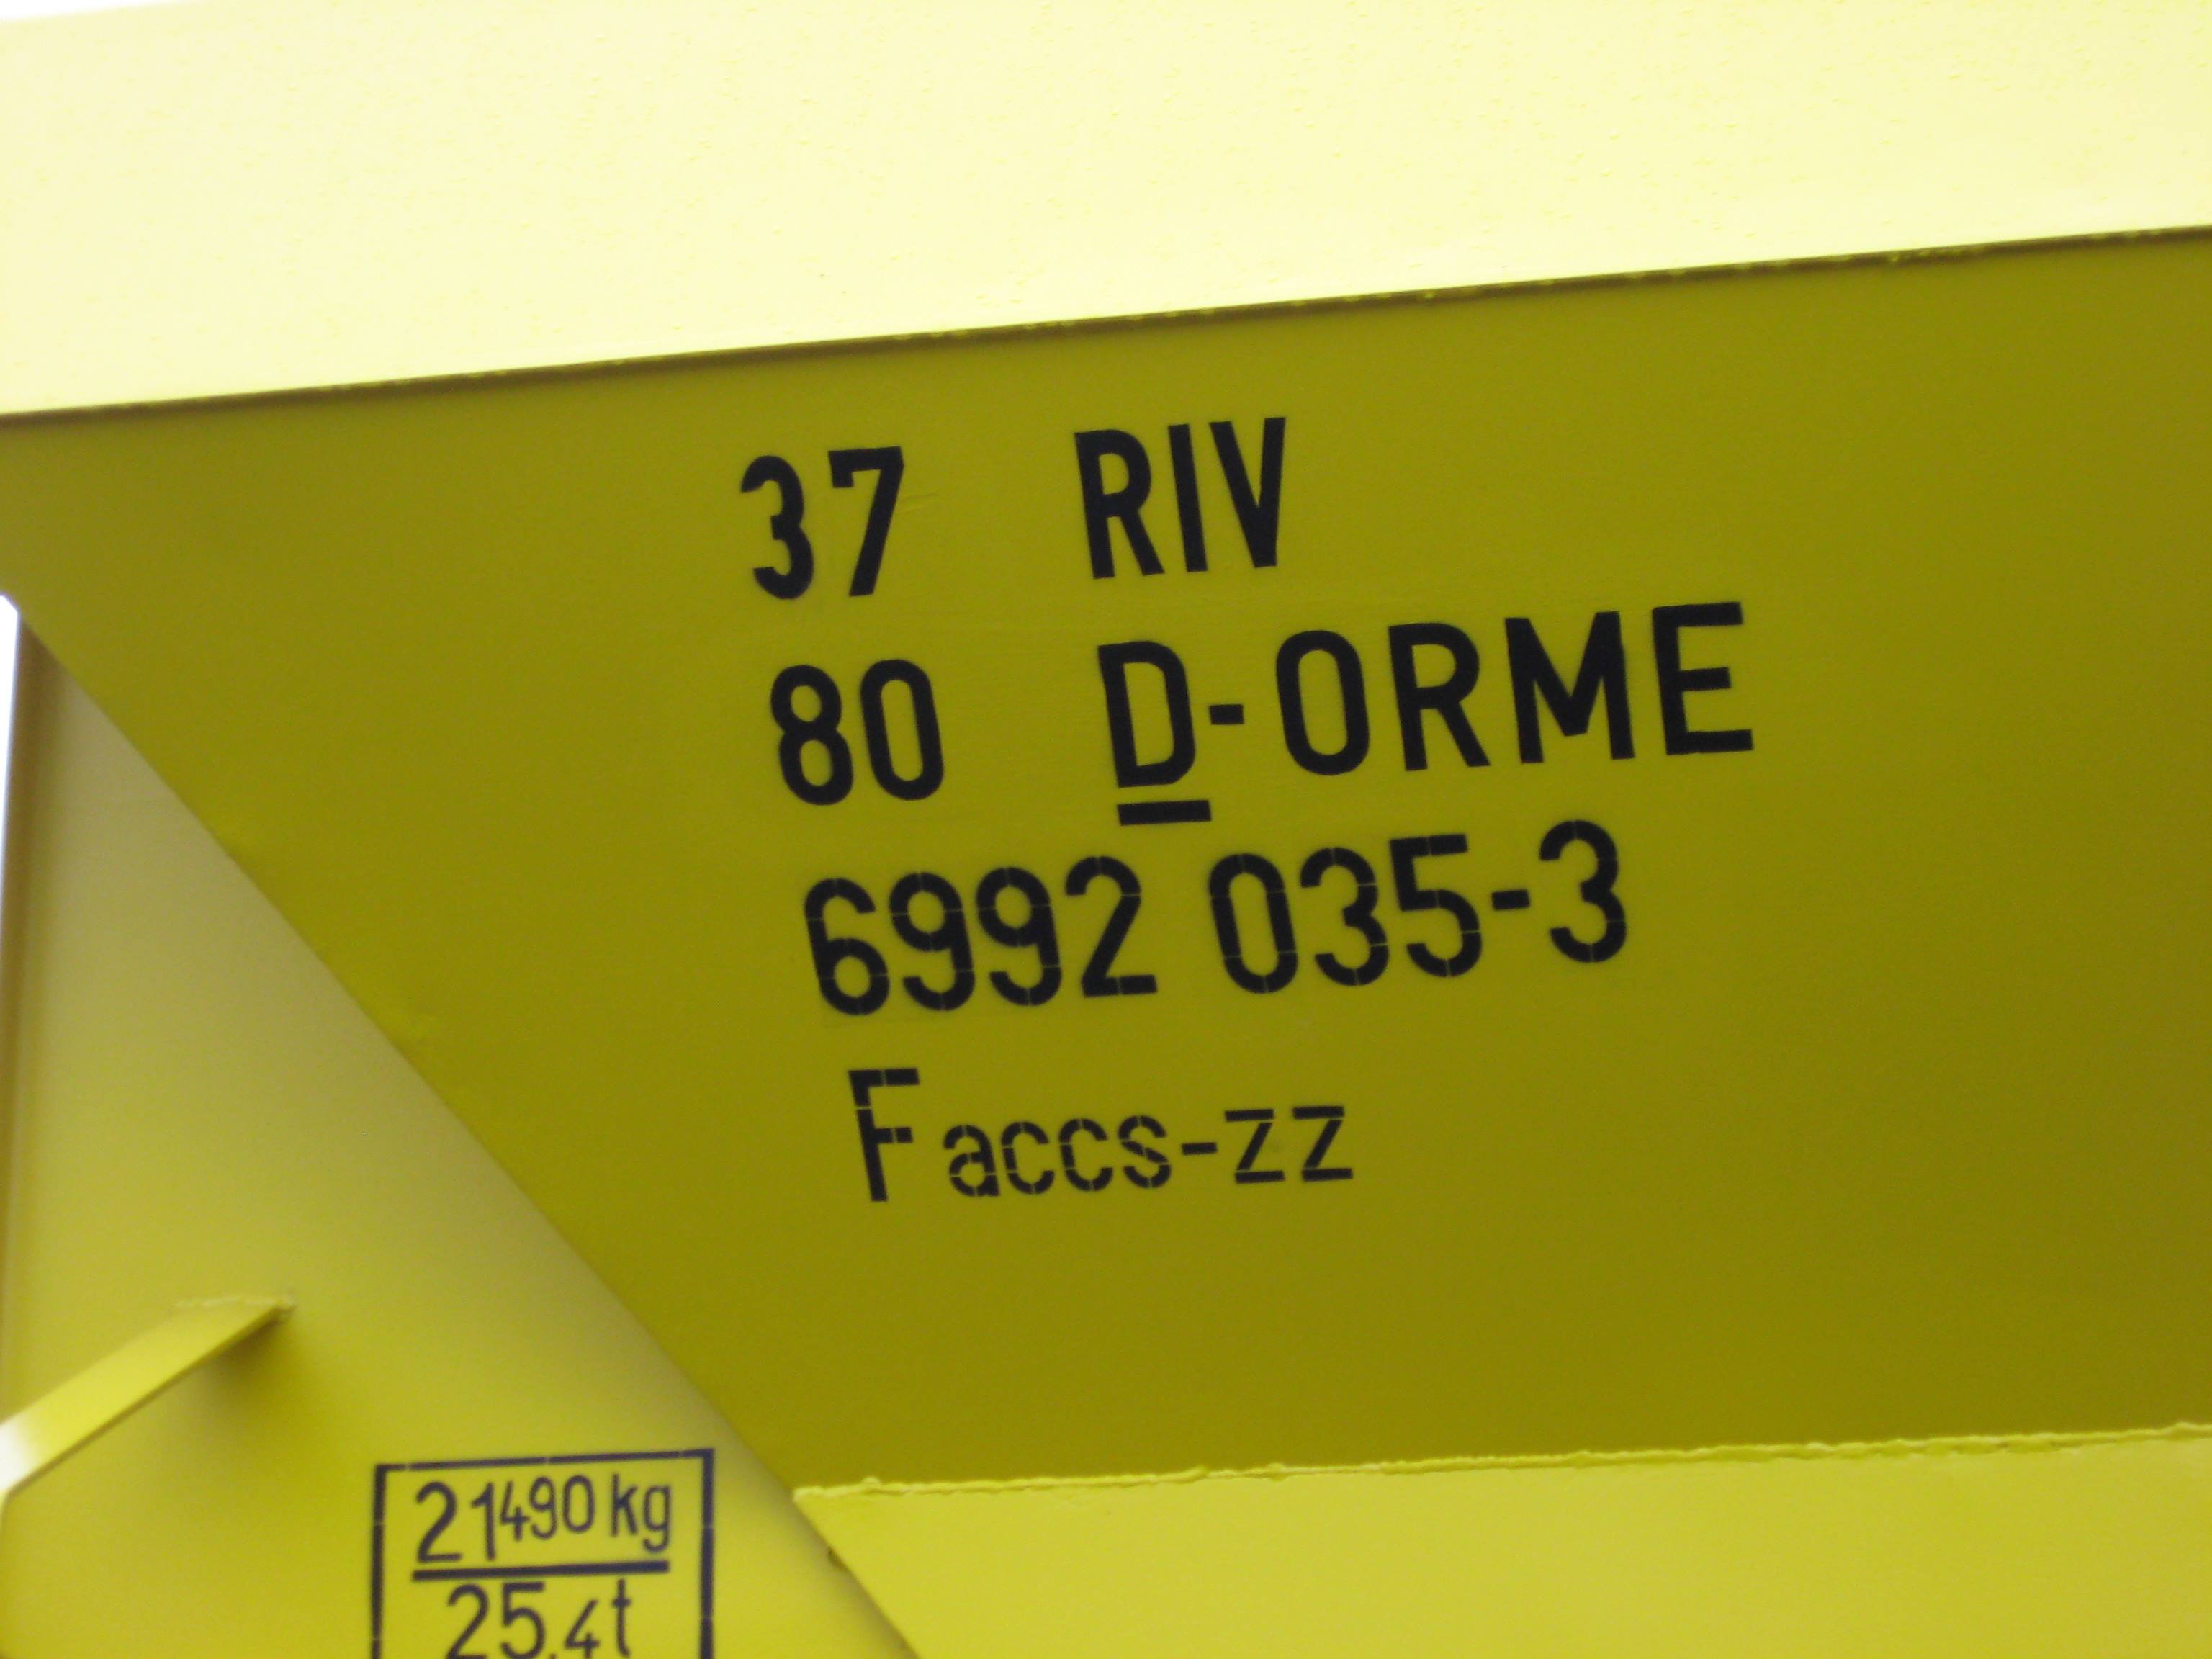 37 RIV
80 D-ORME
6992 035-3
Faccs-zz
21490 kg
25.4t